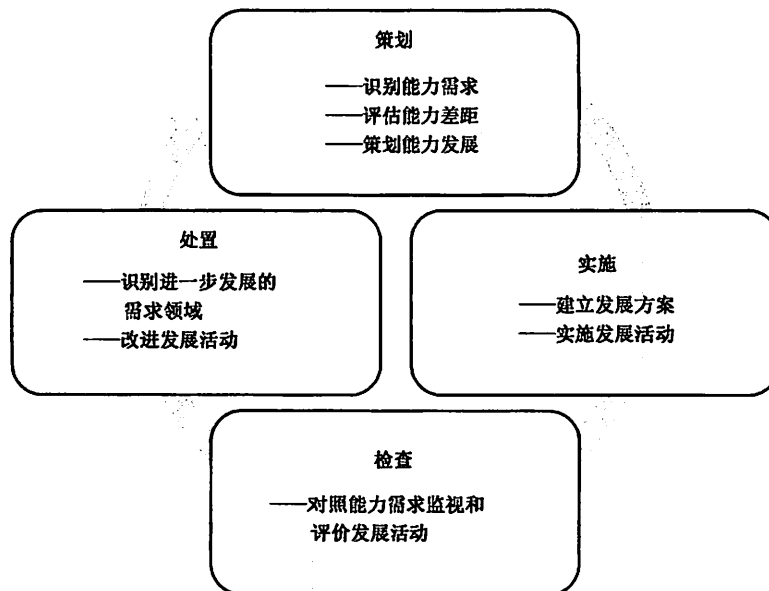 策划
——识别能力需求
——评估能力差距
——策划能力发展
处置
——识别进一步发展的
需求领域
——改进发展活动
实施
——建立发展方案
——实施发展活动
检查
——对照能力需求监视和
评价发展活动